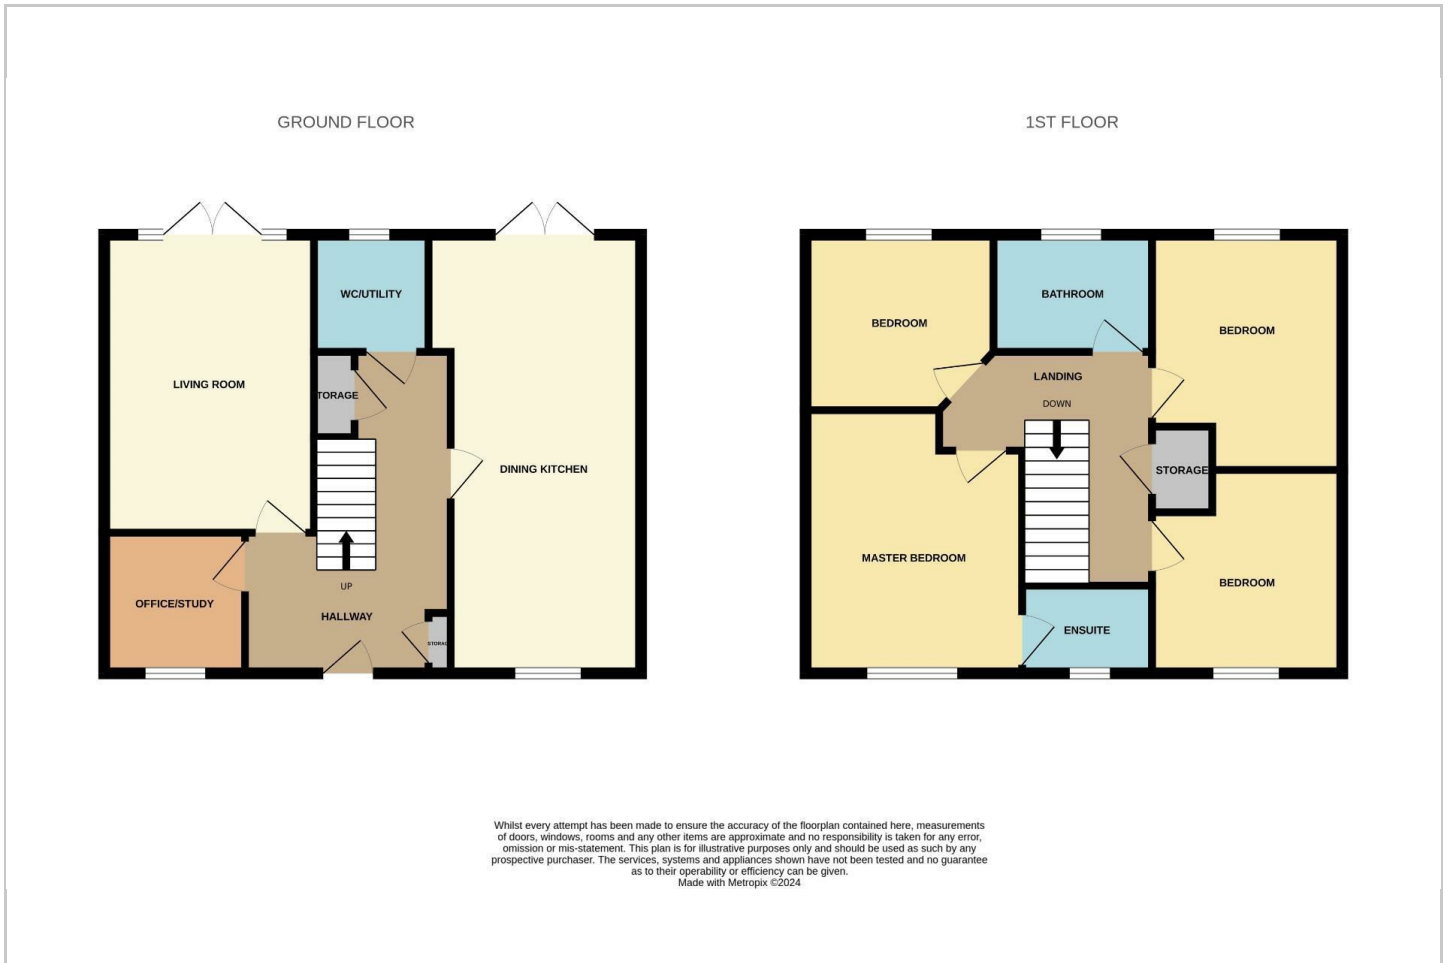 GROUND FLOOR
1ST FLOOR
WC/UTILITY
LIVING ROOM
TORAGE
DINING KITCHEN
OFFICE/STUDY
UP
HALLWAY
STORAG
BEDROOM
BATHROOM
BEDROOM
LANDING
DOWN
STORAGE
MASTER BEDROOM
BEDROOM
ENSUITE
Whilst every attempt has been made to ensure the accuracy of the floorplan contained here, measurements
of doors, windows, rooms and any other items are approximate and no responsibility is taken for any error,
omission or mis-statement. This plan is for illustrative purposes only and should be used as such by any
prospective purchaser. The services, systems and appliances shown have not been tested and no guarantee
as to their operability or efficiency can be given.
Made with Metropix ©2024